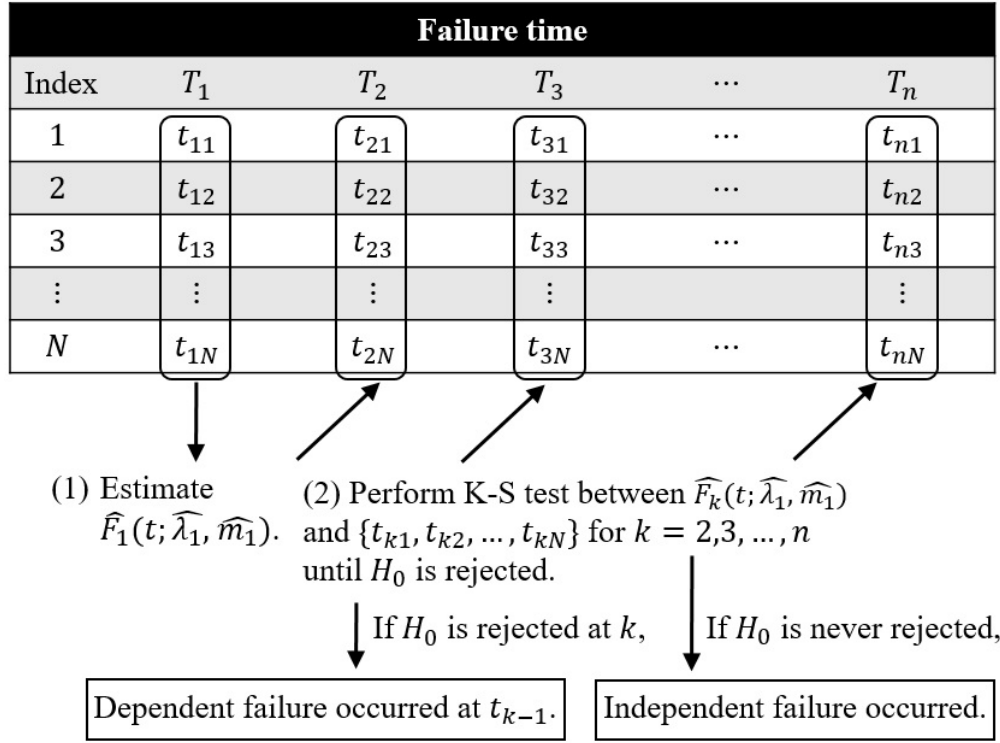 Failure time
Index T₁ T₂ T₃ ⋯ Tₙ
1 t₁₁ t₂₁ t₃₁ ⋯ tₙ₁
2 t₁₂ t₂₂ t₃₂ ⋯ tₙ₂
3 t₁₃ t₂₃ t₃₃ ⋯ tₙ₃
⋮ ⋮ ⋮ ⋮ ⋮
N t₁N t₂N t₃N ⋯ tₙN
(1) Estimate
F̂₁(t; λ̂₁, m̂₁).
(2) Perform K-S test between F̂ₖ(t; λ̂₁, m̂₁)
and {tₖ₁, tₖ₂, …, tₖN} for k = 2,3, …, n
until H₀ is rejected.
If H₀ is rejected at k,
If H₀ is never rejected,
Dependent failure occurred at tₖ₋₁.
Independent failure occurred.